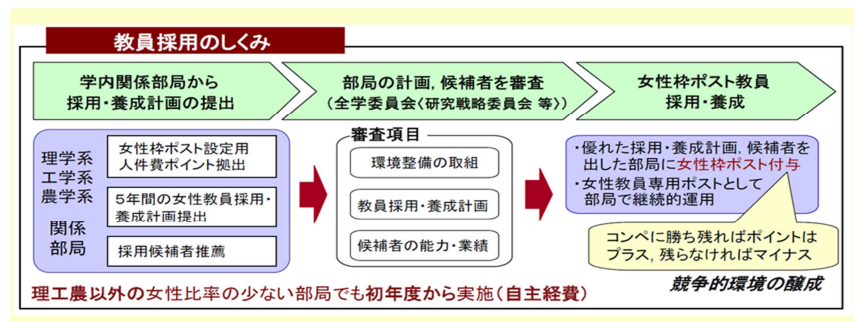 教員採用のしくみ
学内関係部局から
採用・養成計画の提出
部局の計画，候補者を審査
（全学委員会〈研究戦略委員会 等〉）
女性枠ポスト教員
採用・養成
理学系
工学系
農学系
関係
部局
女性枠ポスト設定用
人件費ポイント拠出
５年間の女性教員採用・
養成計画提出
採用候補者推薦
審査項目
環境整備の取組
教員採用・養成計画
候補者の能力・業績
・優れた採用・養成計画，候補者を
出した部局に女性枠ポスト付与
・女性教員専用ポストとして
部局で継続的運用
コンペに勝ち残ればポイントは
プラス，残らなければマイナス
競争的環境の醸成
理工農以外の女性比率の少ない部局でも初年度から実施（自主経費）